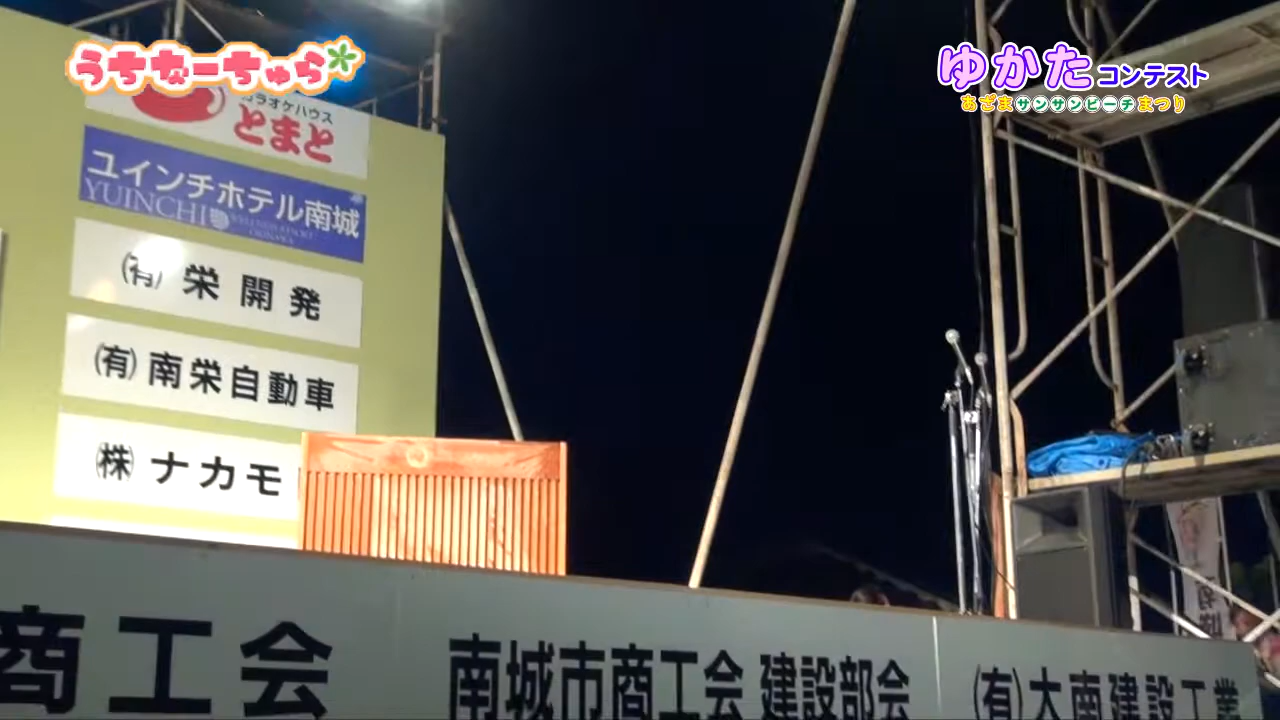 うちなーちゅら
ゆかたコンテスト
あざまサンサンビーチまつり
カラオケハウス
とまと
ユインチホテル南城
YUINCHI WELLNESS RESORT
OKINAWA
㈲ 栄開発
㈲ 南栄自動車
㈱ ナカモ
商工会
南城市商工会 建設部会
(有)大南建設工業